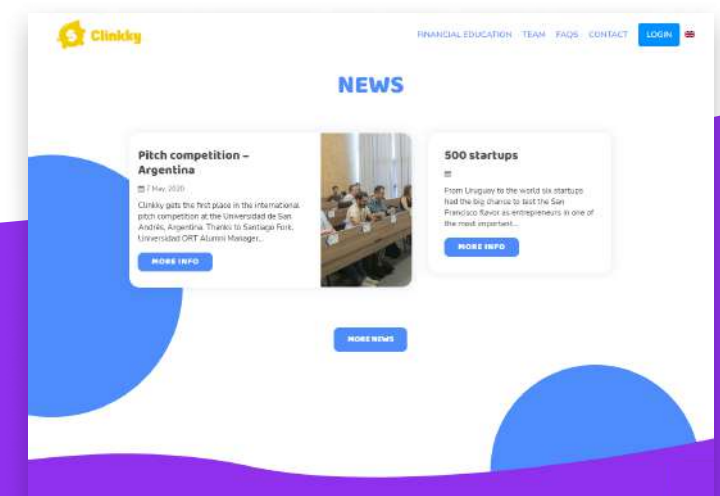 S Clinkky
FINANCIAL EDUCATION TEAM FAQS CONTACT LOGIN
NEWS
Pitch competition –
Argentina
7 May, 2020
Clinkky gets the first place in the international
pitch competition at the Universidad de San
Andrés, Argentina. Thanks to Santiago Fork,
Universidad ORT Alumni Manager...
MORE INFO
500 startups
From Uruguay to the world six startups
had the big chance to test the San
Francisco flavor as entrepreneurs in one of
the most important...
MORE INFO
MORE NEWS